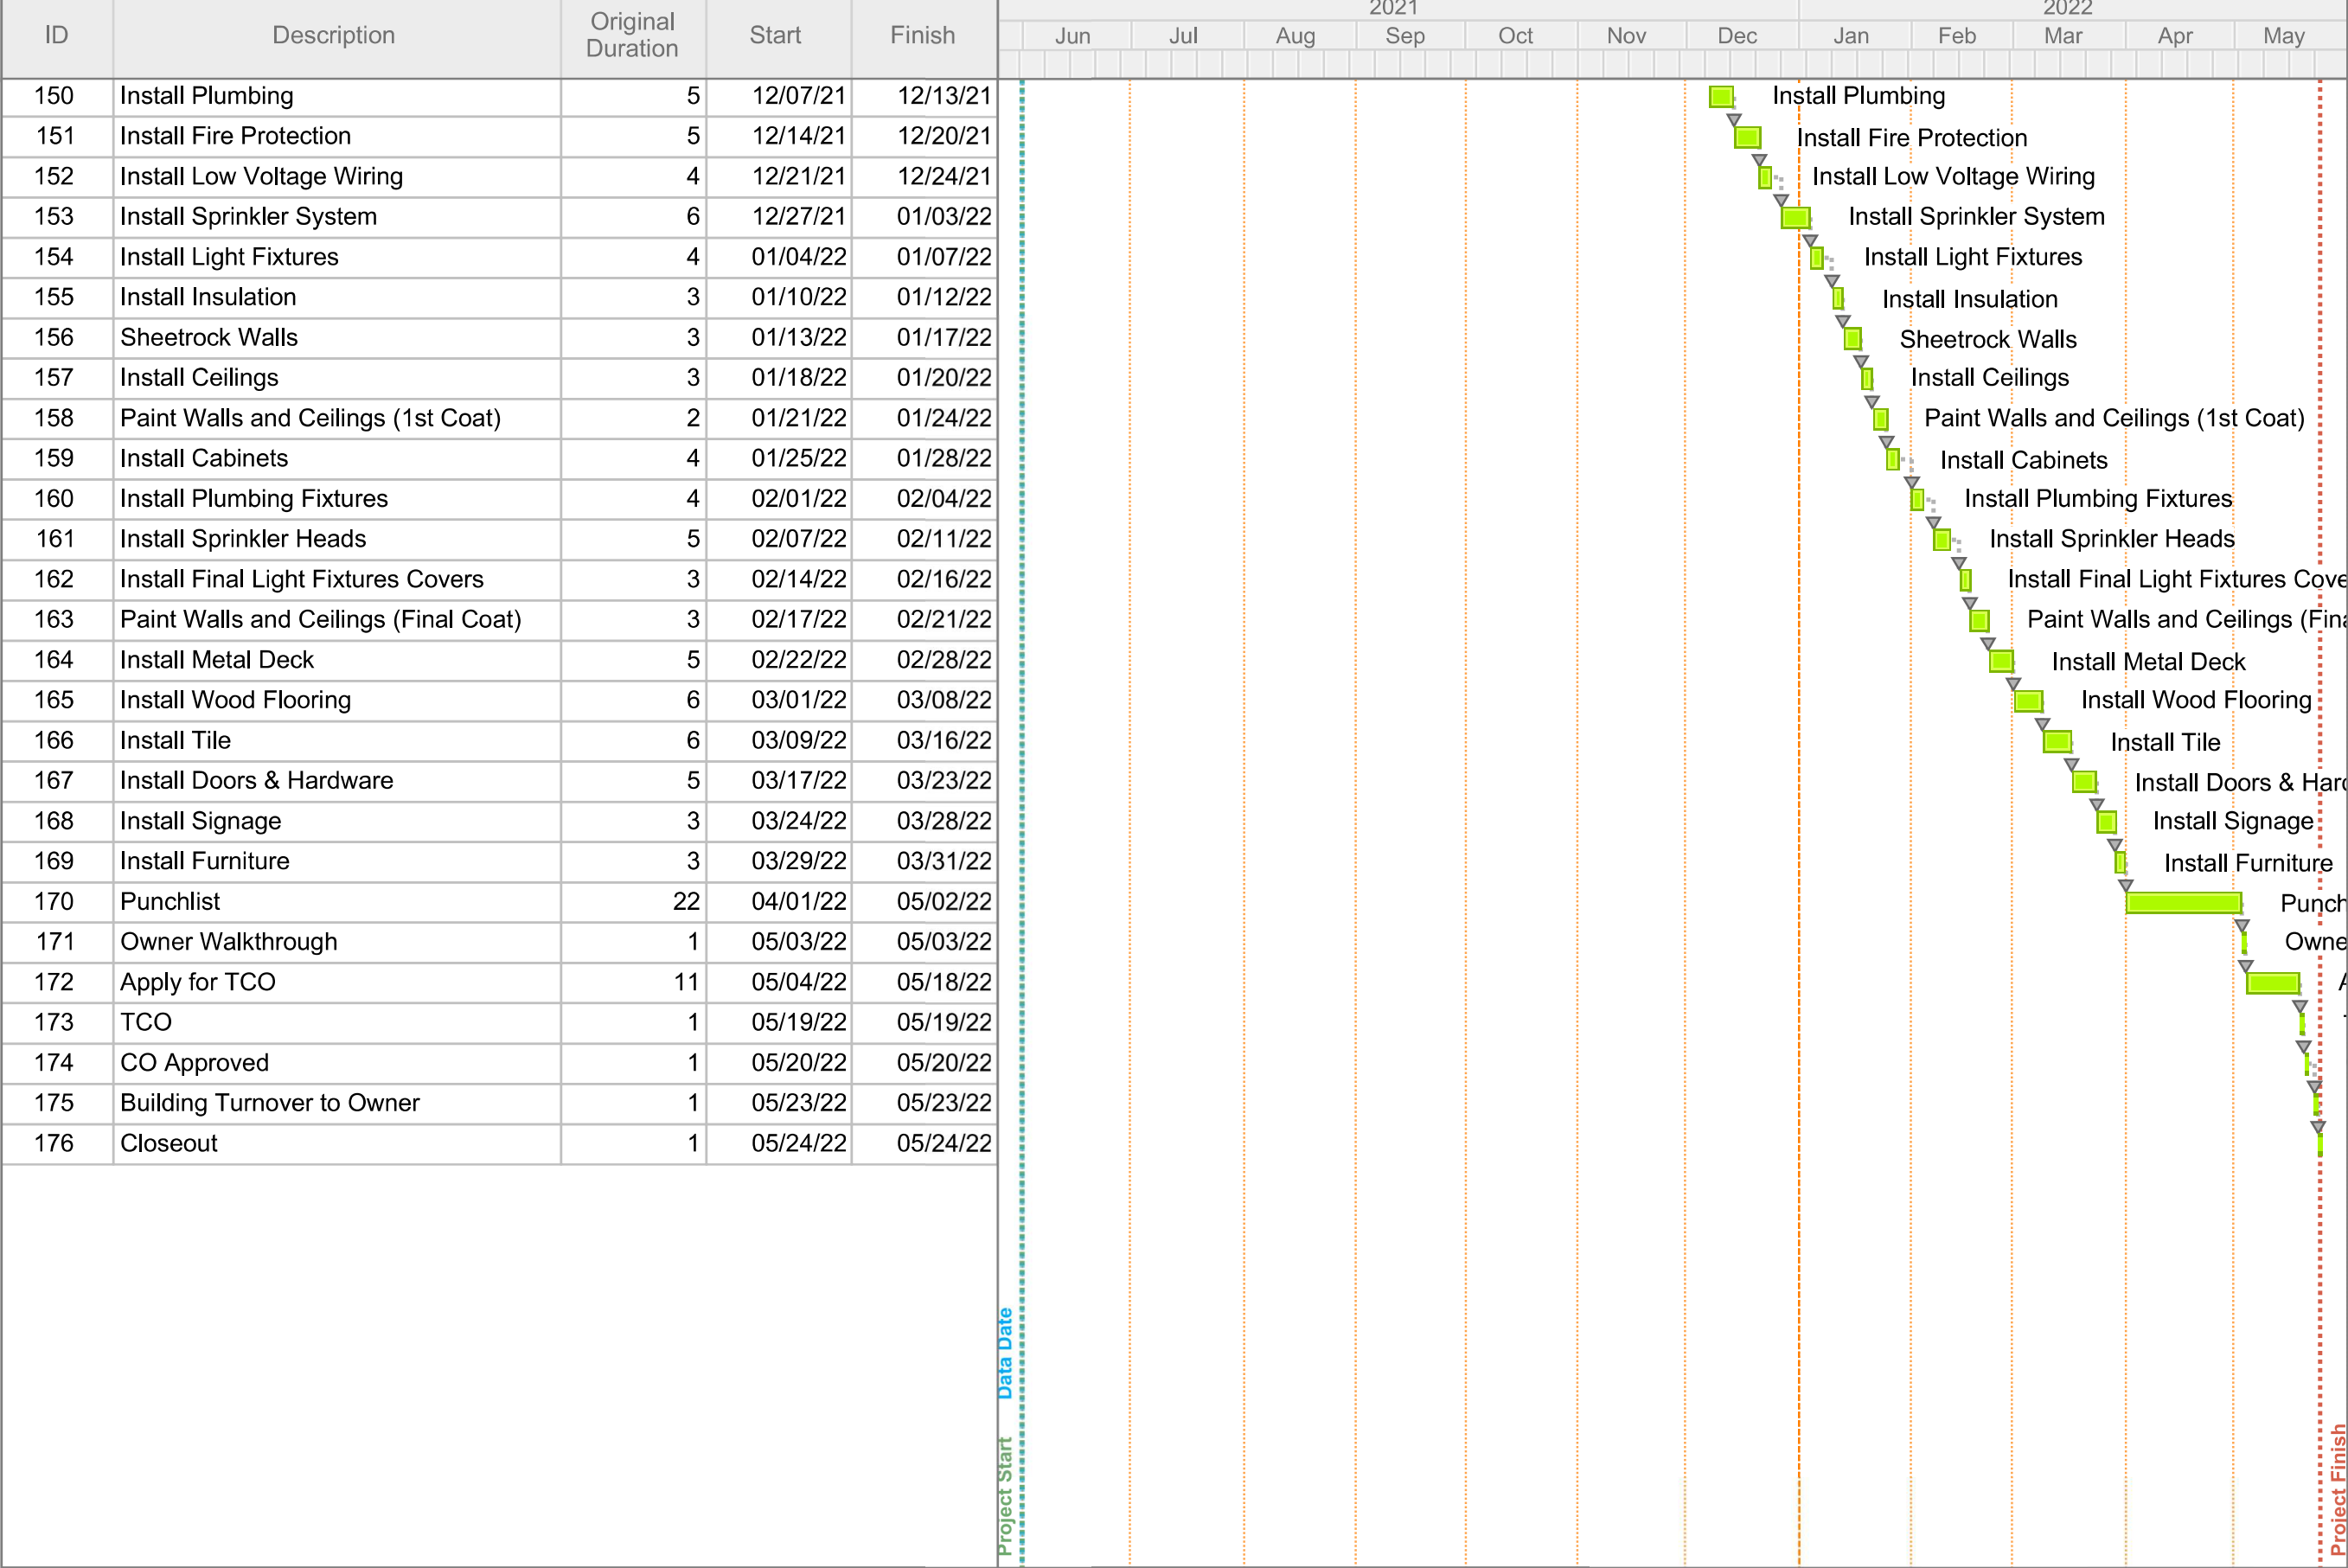 2021 2022
ID Description Original Duration Start Finish Jun Jul Aug Sep Oct Nov Dec Jan Feb Mar Apr May
150 Install Plumbing 5 12/07/21 12/13/21 Install Plumbing
151 Install Fire Protection 5 12/14/21 12/20/21 Install Fire Protection
152 Install Low Voltage Wiring 4 12/21/21 12/24/21 Install Low Voltage Wiring
153 Install Sprinkler System 6 12/27/21 01/03/22 Install Sprinkler System
154 Install Light Fixtures 4 01/04/22 01/07/22 Install Light Fixtures
155 Install Insulation 3 01/10/22 01/12/22 Install Insulation
156 Sheetrock Walls 3 01/13/22 01/17/22 Sheetrock Walls
157 Install Ceilings 3 01/18/22 01/20/22 Install Ceilings
158 Paint Walls and Ceilings (1st Coat) 2 01/21/22 01/24/22 Paint Walls and Ceilings (1st Coat)
159 Install Cabinets 4 01/25/22 01/28/22 Install Cabinets
160 Install Plumbing Fixtures 4 02/01/22 02/04/22 Install Plumbing Fixtures
161 Install Sprinkler Heads 5 02/07/22 02/11/22 Install Sprinkler Heads
162 Install Final Light Fixtures Covers 3 02/14/22 02/16/22 Install Final Light Fixtures Cove
163 Paint Walls and Ceilings (Final Coat) 3 02/17/22 02/21/22 Paint Walls and Ceilings (Fina
164 Install Metal Deck 5 02/22/22 02/28/22 Install Metal Deck
165 Install Wood Flooring 6 03/01/22 03/08/22 Install Wood Flooring
166 Install Tile 6 03/09/22 03/16/22 Install Tile
167 Install Doors & Hardware 5 03/17/22 03/23/22 Install Doors & Hard
168 Install Signage 3 03/24/22 03/28/22 Install Signage
169 Install Furniture 3 03/29/22 03/31/22 Install Furniture
170 Punchlist 22 04/01/22 05/02/22 Punch
171 Owner Walkthrough 1 05/03/22 05/03/22 Owne
172 Apply for TCO 11 05/04/22 05/18/22
173 TCO 1 05/19/22 05/19/22
174 CO Approved 1 05/20/22 05/20/22
175 Building Turnover to Owner 1 05/23/22 05/23/22
176 Closeout 1 05/24/22 05/24/22
Data Date
Project Start
Project Finish